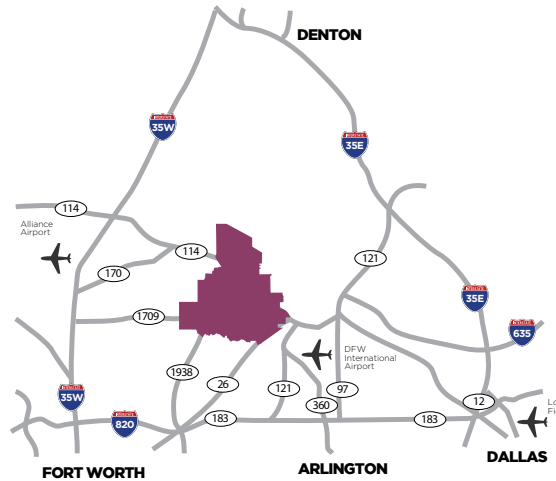 DENTON
35W
35E
114
Alliance
Airport
114
121
170
35E
1709
635
DFW
International
Airport
1938
26
121
97
35W
360
12
820
183
183
FORT WORTH
ARLINGTON
DALLAS